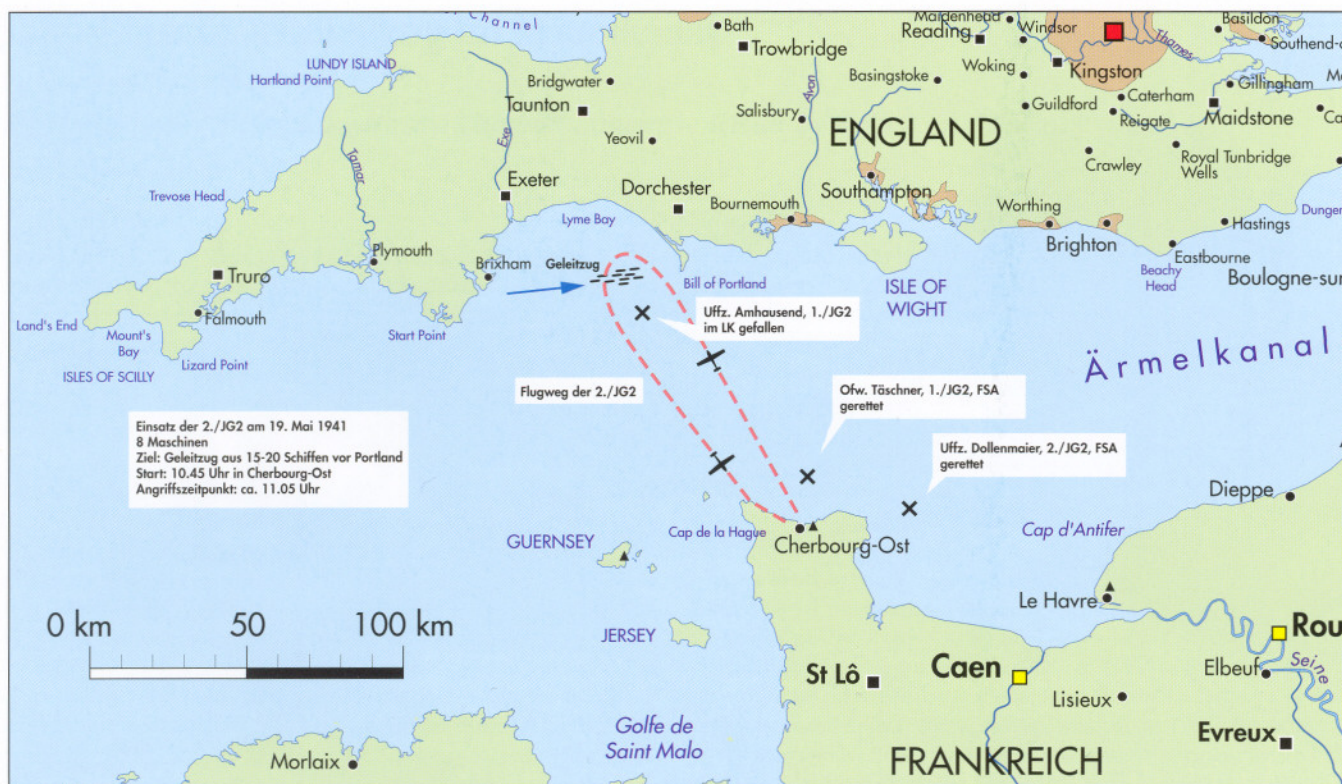 Channel
Bath
Trowbridge
Maidenhead
Windsor
Reading
Thames
Basildon
Southend-
LUNDY ISLAND
Hartland Point
Bridgwater
Taunton
Avon
Basingstoke
Woking
Kingston
Gillingham
Salisbury
Guildford
Caterham
Reigate
Maidstone
Ca
Yeovil
ENGLAND
Tamar
Exe
Crawley
Royal Tunbridge
Wells
Trevose Head
Exeter
Dorchester
Southampton
Bournemouth
Worthing
Lyme Bay
Brighton
Hastings
Dunge
Plymouth
Brixham
Geleitzug
Eastbourne
Truro
Bill of Portland
ISLE OF
WIGHT
Beachy
Head
Boulogne-sur
Falmouth
Land's End
Mount's
Bay
Lizard Point
ISLES OF SCILLY
Start Point
Uffz. Amhausend, 1./JG2
im LK gefallen
Ärmelkanal
Flugweg der 2./JG2
Ofw. Täschner, 1./JG2, FSA
gerettet
Einsatz der 2./JG2 am 19. Mai 1941
8 Maschinen
Ziel: Geleitzug aus 15-20 Schiffen vor Portland
Start: 10.45 Uhr in Cherbourg-Ost
Angriffszeitpunkt: ca. 11.05 Uhr
Uffz. Dollenmaier, 2./JG2, FSA
gerettet
Dieppe
Cap de la Hague
Cherbourg-Ost
Cap d'Antifer
GUERNSEY
Le Havre
0 km 50 100 km
JERSEY
Rou
Seine
St Lô
Caen
Elbeuf
Lisieux
Golfe de
Saint Malo
Evreux
Morlaix
FRANKREICH